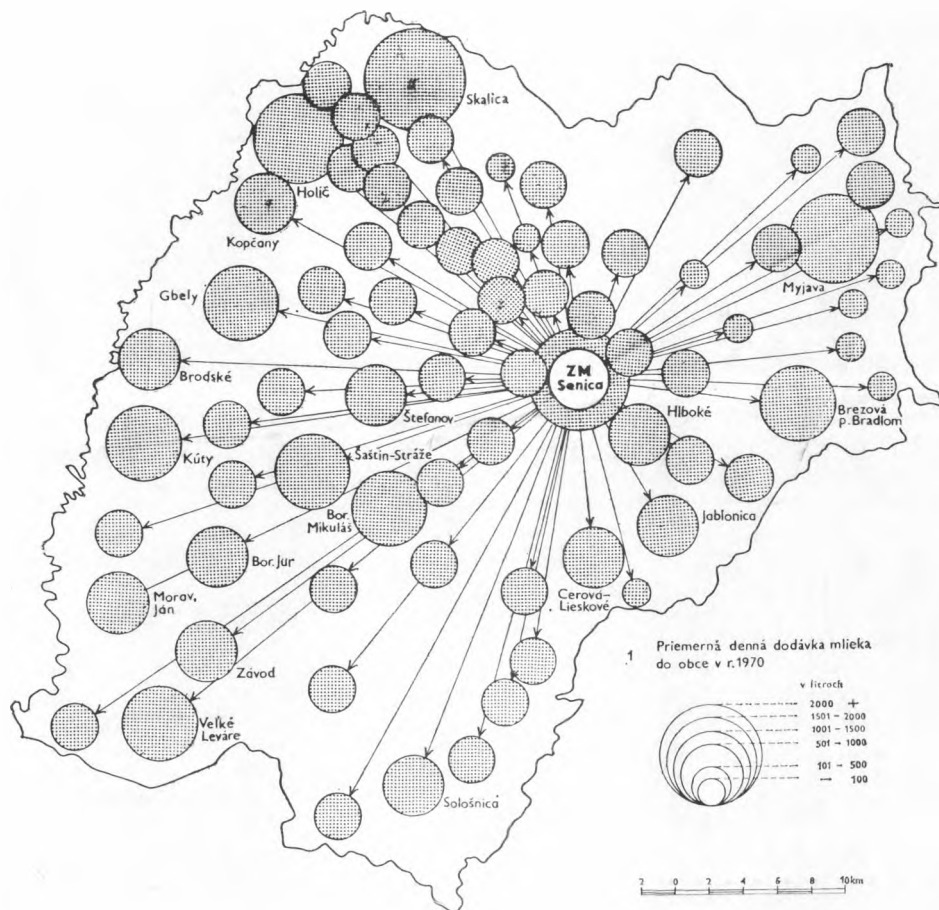 Skalica
Holíč
Kopčany
Gbely
Myjava
Brodské
ZM
Senica
Hlboké
Štefanov
Brezová
p. Bradlom
Kúty
Šaštín-Stráže
Bor.
Mikuláš
Jablonica
Bor. Jur
Cerová-
Lieskové
Morav.
Ján
Závod
Veľké
Leváre
Sološnica
1 Priemerná denná dodávka mlieka
do obce v r. 1970
v litroch
2000 +
1501 – 2000
1001 – 1500
501 – 1000
101 – 500
→ 100
2 0 2 4 6 8 10 km